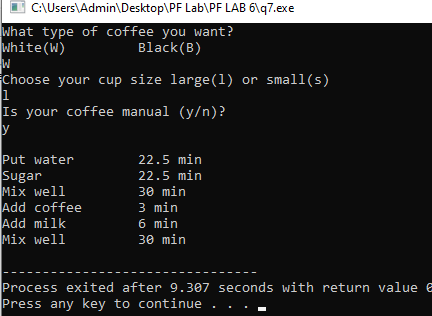 C:\Users\Admin\Desktop\PF Lab\PF LAB 6\q7.exe
What type of coffee you want?
White(W)        Black(B)
W
Choose your cup size large(l) or small(s)
l
Is your coffee manual (y/n)?
y
Put water        22.5 min
Sugar            22.5 min
Mix well         30 min
Add coffee       3 min
Add milk         6 min
Mix well         30 min
--------------------------------
Process exited after 9.307 seconds with return value 0
Press any key to continue . . .